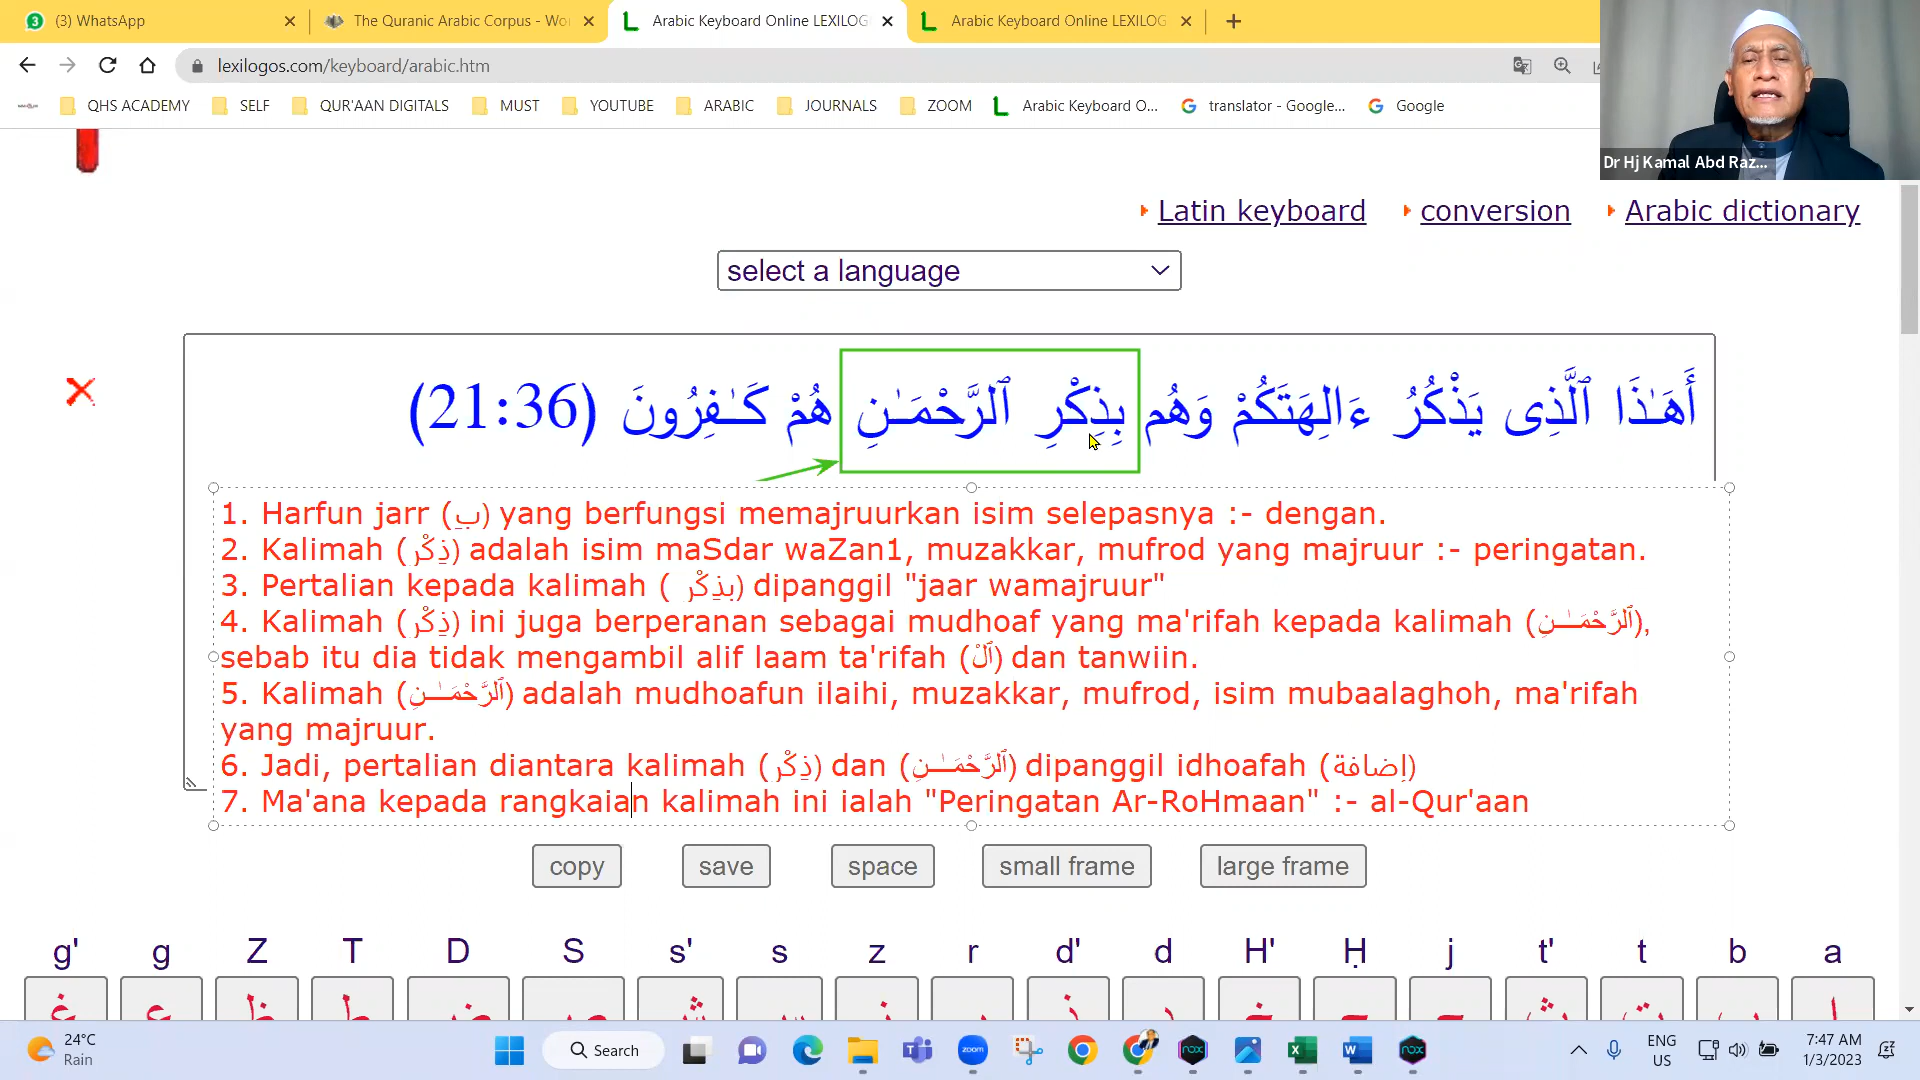 (3) WhatsApp
The Quranic Arabic Corpus - Wo
Arabic Keyboard Online LEXILOG
Arabic Keyboard Online LEXILOG
lexilogos.com/keyboard/arabic.htm
QHS ACADEMY SELF QUR'AAN DIGITALS MUST YOUTUBE ARABIC JOURNALS ZOOM Arabic Keyboard O... translator - Google... Google
Dr Hj Kamal Abd Raz...
Latin keyboard conversion Arabic dictionary
select a language
أَهَـٰذَا ٱلَّذِى يَذْكُرُ ءَالِهَتَكُمْ وَهُم بِذِكْرِ ٱلرَّحْمَـٰنِ هُمْ كَـٰفِرُونَ (21:36)
1. Harfun jarr (بِ) yang berfungsi memajruurkan isim selepasnya :- dengan.
2. Kalimah (ذِكْرِ) adalah isim maSdar waZan1, muzakkar, mufrod yang majruur :- peringatan.
3. Pertalian kepada kalimah ( بذِكْرِ) dipanggil "jaar wamajruur"
4. Kalimah (ذِكْرِ) ini juga berperanan sebagai mudhoaf yang ma'rifah kepada kalimah (ٱلرَّحْمَـٰنِ),
sebab itu dia tidak mengambil alif laam ta'rifah (ٱلْ) dan tanwiin.
5. Kalimah (ٱلرَّحْمَـٰنِ) adalah mudhoafun ilaihi, muzakkar, mufrod, isim mubaalaghoh, ma'rifah
yang majruur.
6. Jadi, pertalian diantara kalimah (ذِكْرِ) dan (ٱلرَّحْمَـٰنِ) dipanggil idhoafah (اِضافة)
7. Ma'ana kepada rangkaian kalimah ini ialah "Peringatan Ar-RoHmaan" :- al-Qur'aan
copy save space small frame large frame
g' g Z T D S s' s z r d' d H' Ḥ j t' t b a
غ ع ظ ط ض ص ش س ز ر ذ د خ ح ج ث ت ب ا
24°C
Rain
Search
zoom
ENG
US
7:47 AM
1/3/2023